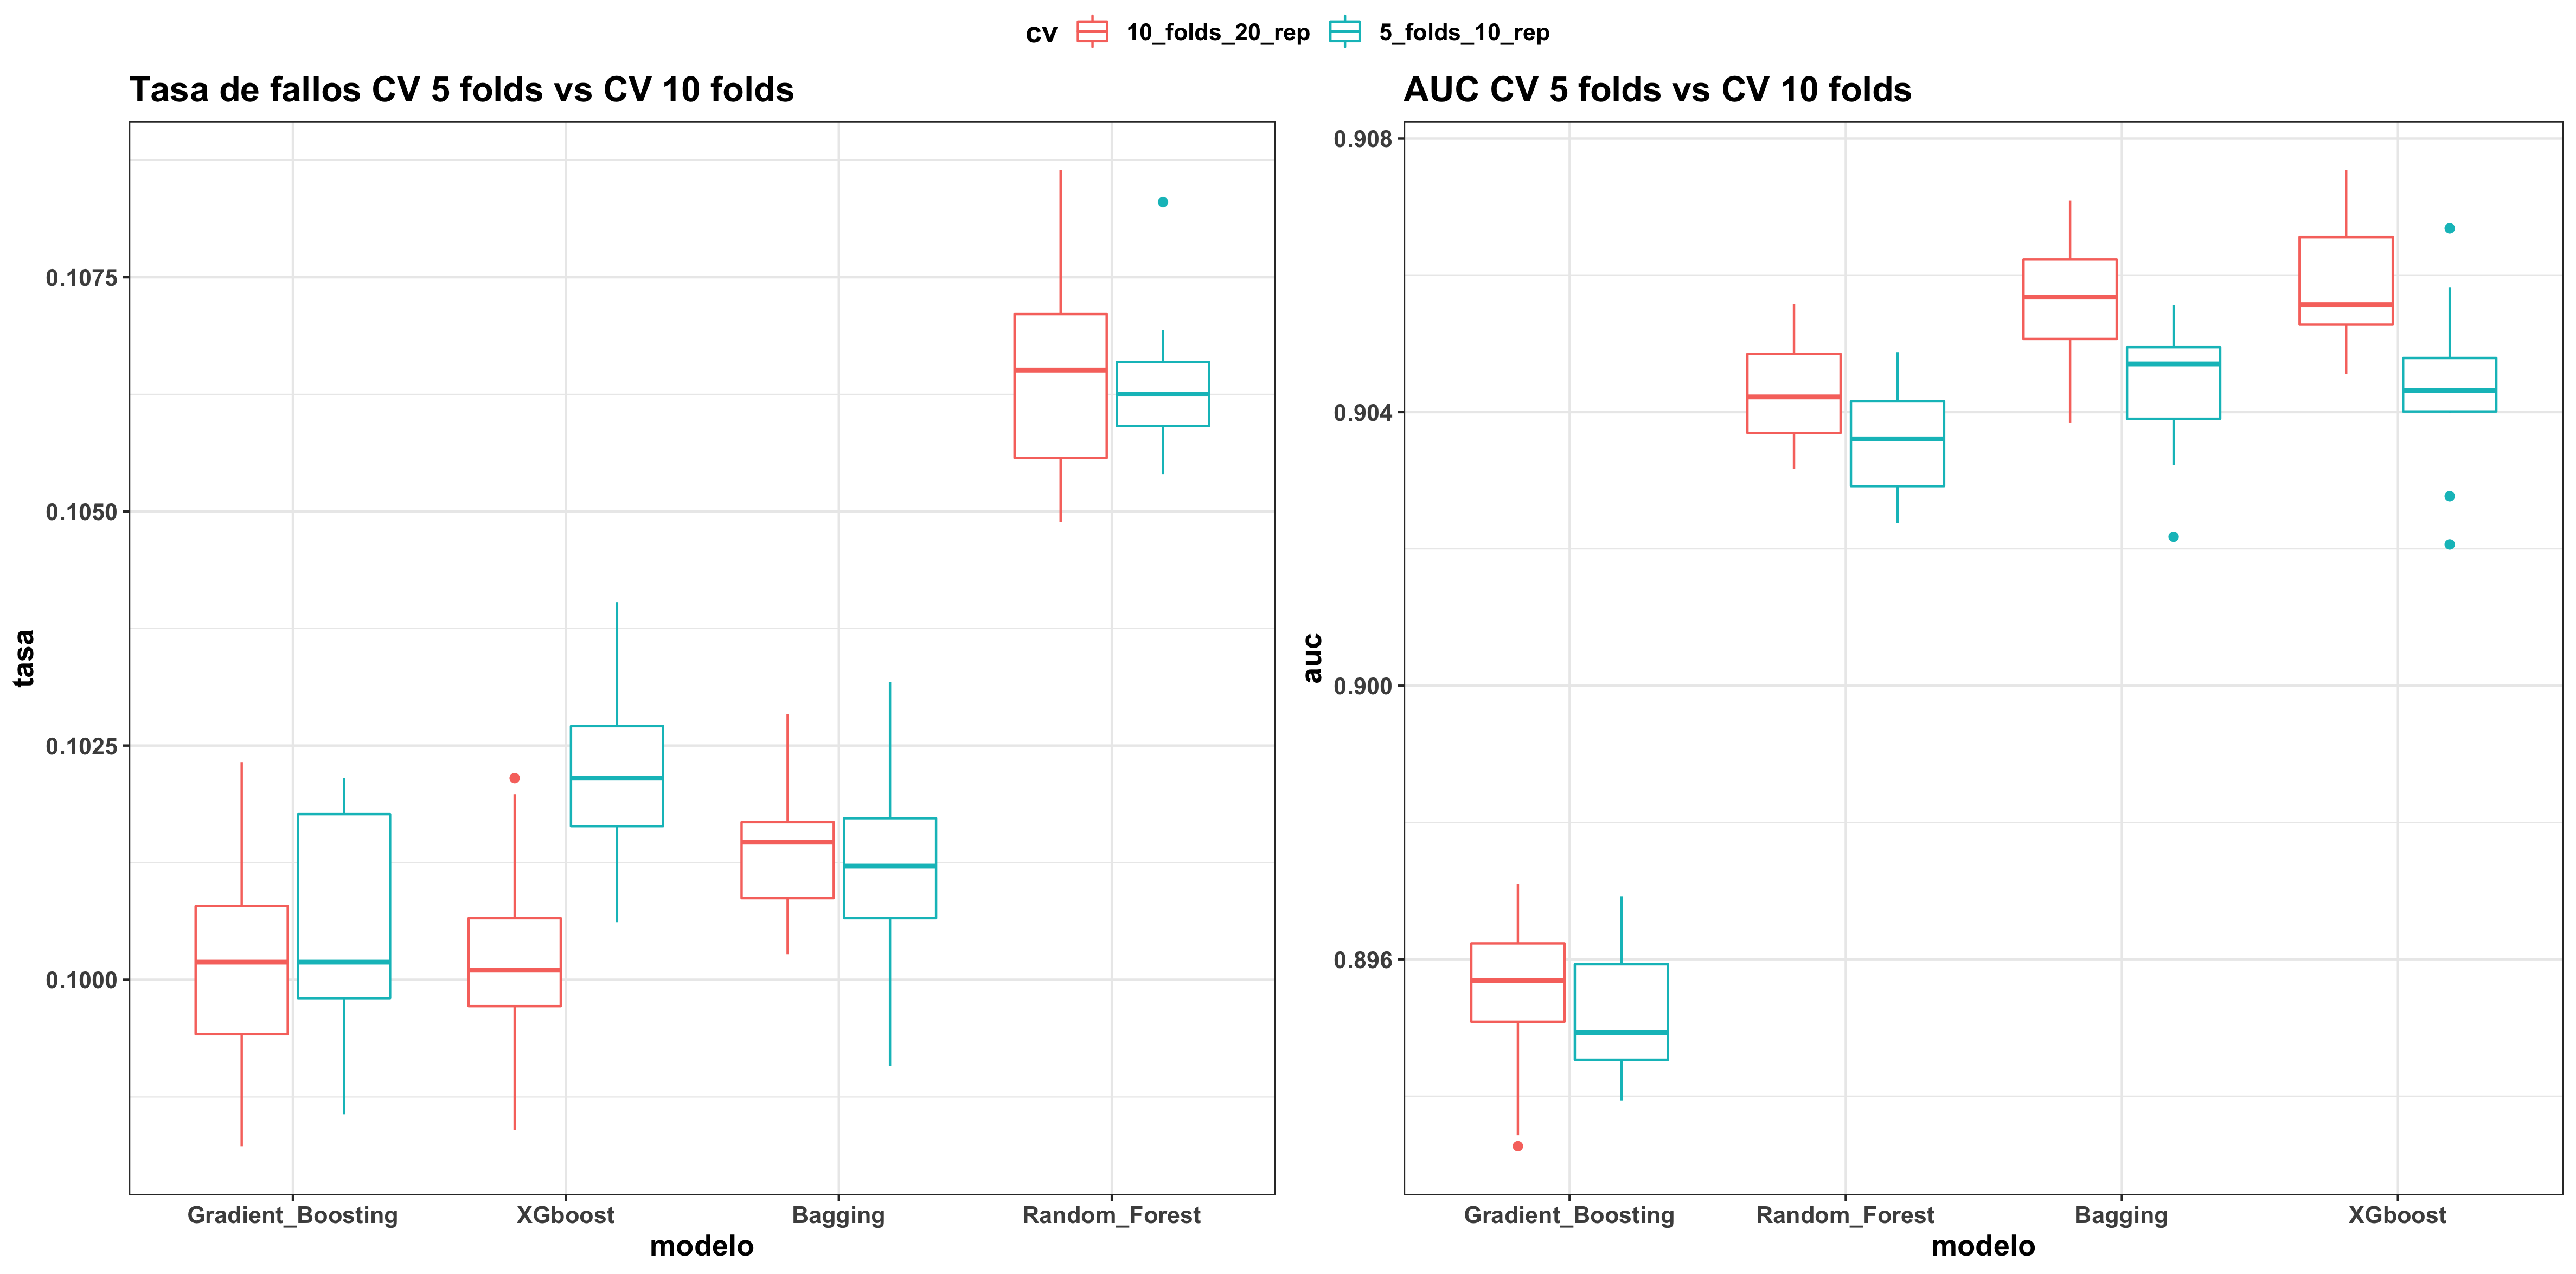 cv 10_folds_20_rep 5_folds_10_rep
Tasa de fallos CV 5 folds vs CV 10 folds
tasa
0.1075
0.1050
0.1025
0.1000
Gradient_Boosting XGboost Bagging Random_Forest
modelo
AUC CV 5 folds vs CV 10 folds
auc
0.908
0.904
0.900
0.896
Gradient_Boosting Random_Forest Bagging XGboost
modelo